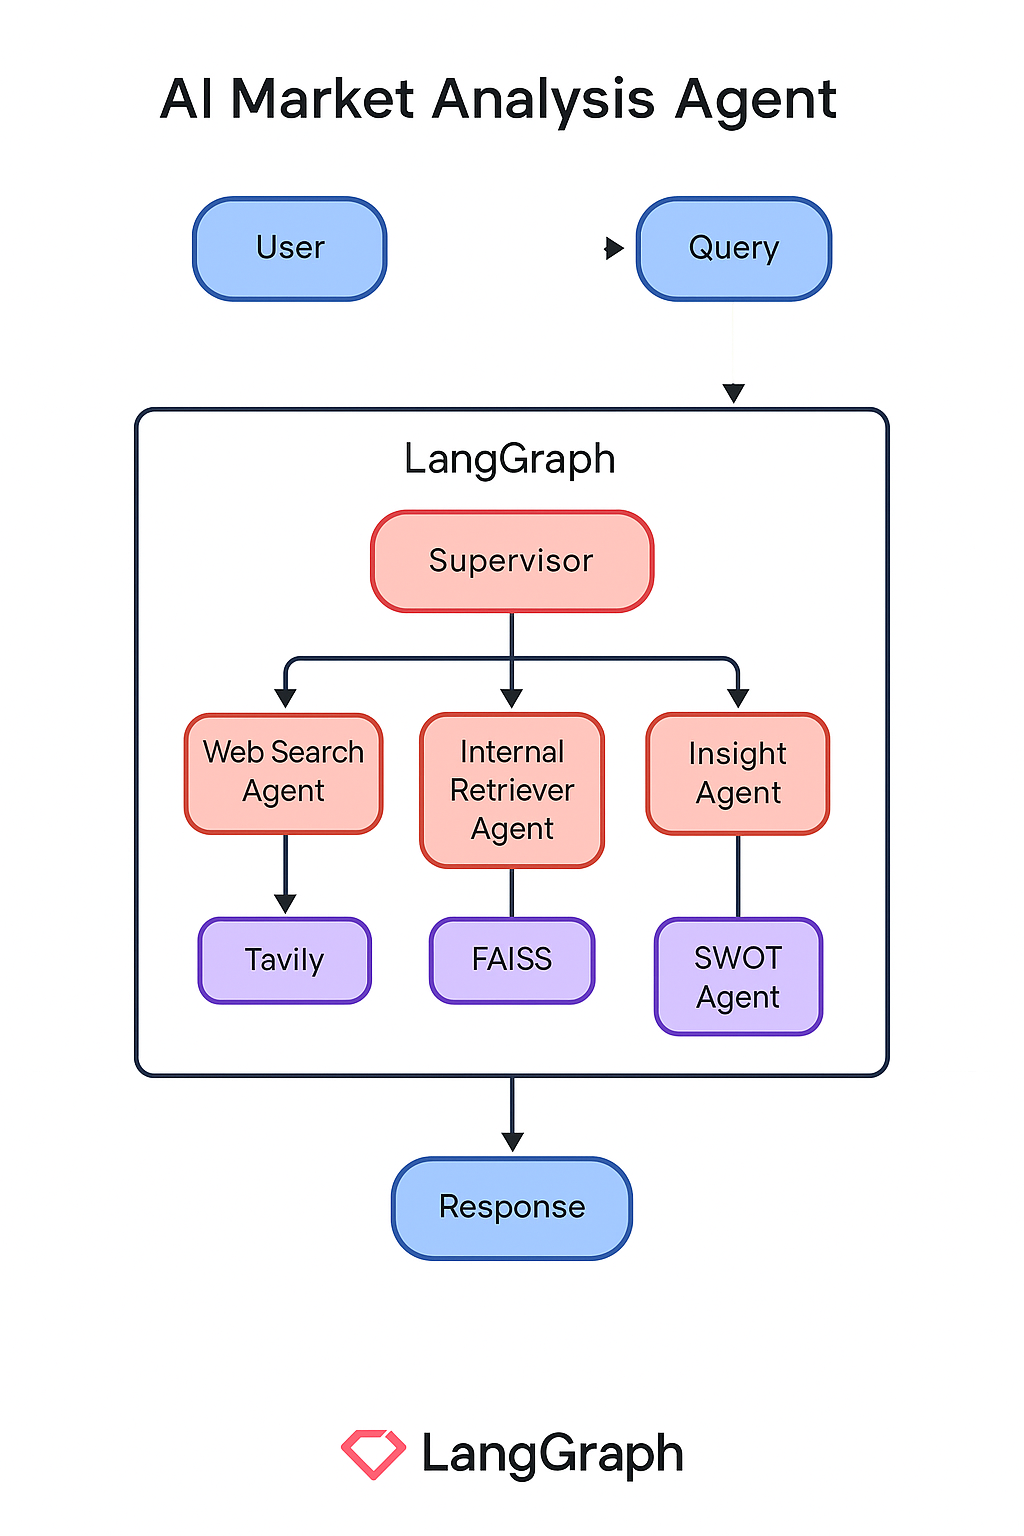 AI Market Analysis Agent
User
Query
LangGraph
Supervisor
Web Search
Agent
Internal
Retriever
Agent
Insight
Agent
Tavily
FAISS
SWOT
Agent
Response
LangGraph